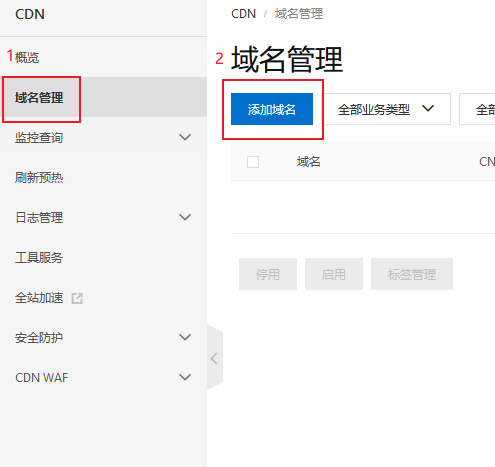 CDN
1 概览
域名管理
监控查询
刷新预热
日志管理
工具服务
全站加速
安全防护
CDN WAF
CDN / 域名管理
2 域名管理
添加域名 全部业务类型 全部
域名 CN
停用 启用 标签管理